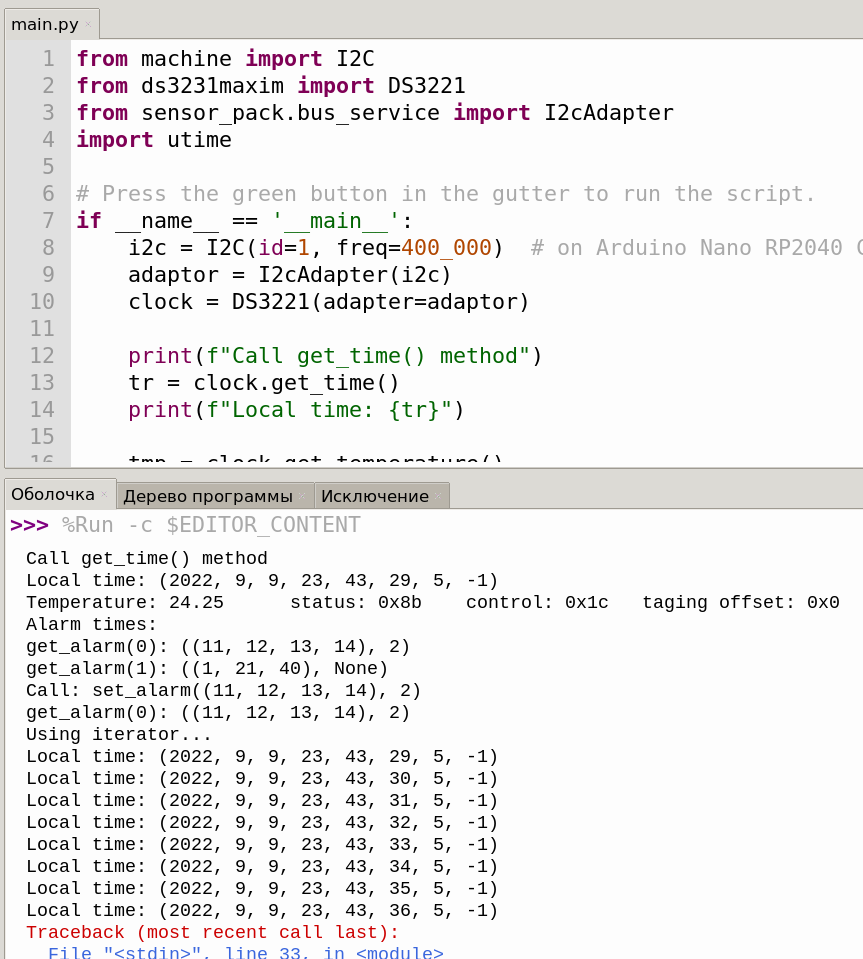 main.py
1 from machine import I2C
2 from ds3231maxim import DS3221
3 from sensor_pack.bus_service import I2cAdapter
4 import utime
5
6 # Press the green button in the gutter to run the script.
7 if __name__ == '__main__':
8     i2c = I2C(id=1, freq=400_000)  # on Arduino Nano RP2040
9     adaptor = I2cAdapter(i2c)
10     clock = DS3221(adapter=adaptor)
11
12     print(f"Call get_time() method")
13     tr = clock.get_time()
14     print(f"Local time: {tr}")
15
16     tmp = clock.get_temperature()
Оболочка Дерево программы Исключение
>>> %Run -c $EDITOR_CONTENT
Call get_time() method
Local time: (2022, 9, 9, 23, 43, 29, 5, -1)
Temperature: 24.25      status: 0x8b    control: 0x1c   taging offset: 0x0
Alarm times:
get_alarm(0): ((11, 12, 13, 14), 2)
get_alarm(1): ((1, 21, 40), None)
Call: set_alarm((11, 12, 13, 14), 2)
get_alarm(0): ((11, 12, 13, 14), 2)
Using iterator...
Local time: (2022, 9, 9, 23, 43, 29, 5, -1)
Local time: (2022, 9, 9, 23, 43, 30, 5, -1)
Local time: (2022, 9, 9, 23, 43, 31, 5, -1)
Local time: (2022, 9, 9, 23, 43, 32, 5, -1)
Local time: (2022, 9, 9, 23, 43, 33, 5, -1)
Local time: (2022, 9, 9, 23, 43, 34, 5, -1)
Local time: (2022, 9, 9, 23, 43, 35, 5, -1)
Local time: (2022, 9, 9, 23, 43, 36, 5, -1)
Traceback (most recent call last):
  File "<stdin>", line 33, in <module>